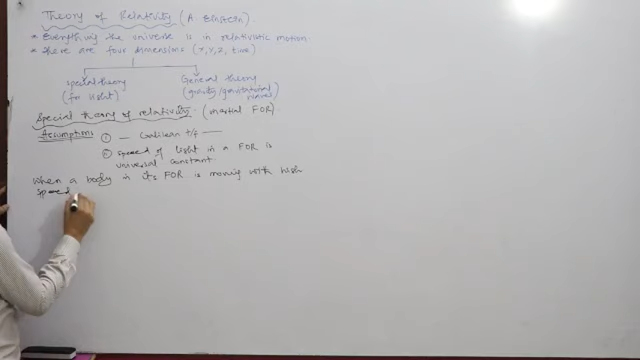 Theory of Relativity (A. Einstein)
* Everything the universe is in relativistic motion.
* There are four dimensions (x,y,z, time)
Special theory
(for light)
General theory
(gravity/gravitational waves)
Special theory of relativity. (inertial FOR)
Assumptions ① — Galilean t/f —
② speed of light in a FOR is
universal constant.
When a body in its FOR is moving with high
speed